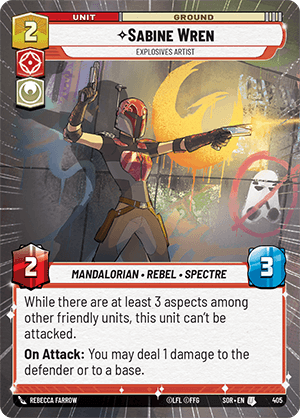 UNIT
GROUND
2
✧SABINE WREN
EXPLOSIVES ARTIST
2
MANDALORIAN • REBEL • SPECTRE
3
While there are at least 3 aspects among
other friendly units, this unit can't be
attacked.
On Attack: You may deal 1 damage to the
defender or to a base.
REBECCA FARROW
©LFL ©FFG
SOR • EN
405